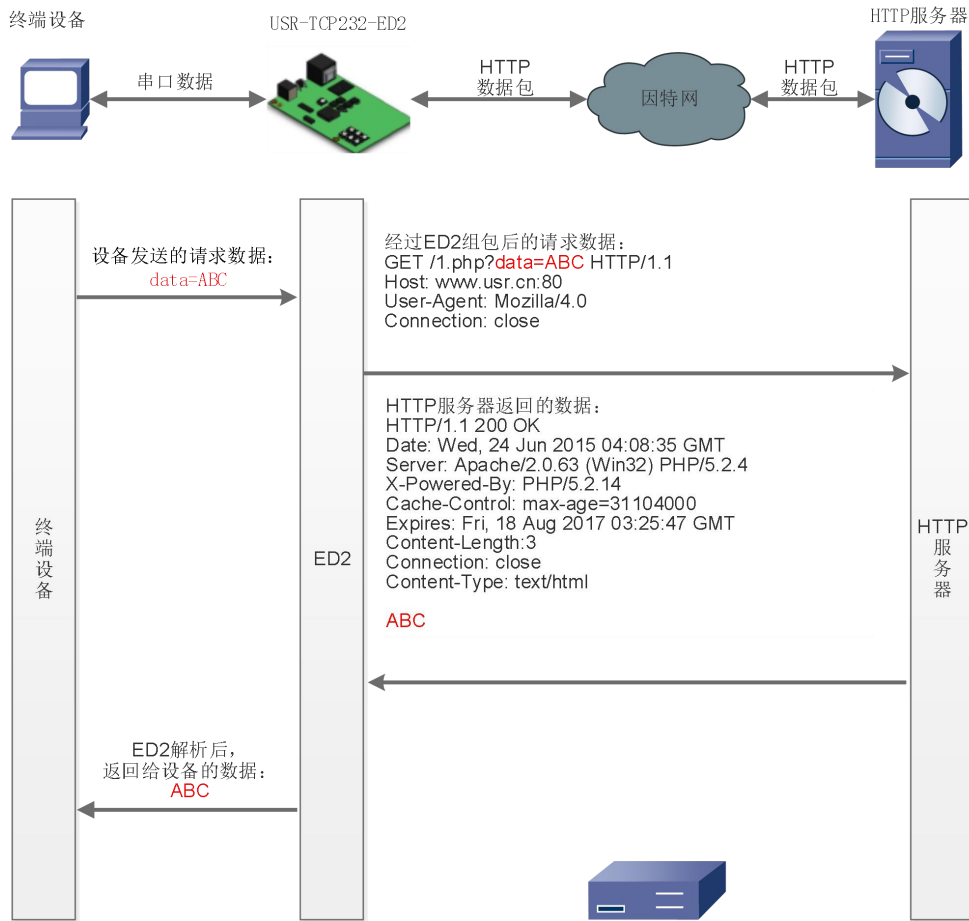 终端设备
USR-TCP232-ED2
HTTP服务器
串口数据
HTTP
数据包
因特网
HTTP
数据包
设备发送的请求数据：
data=ABC
经过ED2组包后的请求数据：
GET /1.php?data=ABC HTTP/1.1
Host: www.usr.cn:80
User-Agent: Mozilla/4.0
Connection: close
HTTP服务器返回的数据：
HTTP/1.1 200 OK
Date: Wed, 24 Jun 2015 04:08:35 GMT
Server: Apache/2.0.63 (Win32) PHP/5.2.4
X-Powered-By: PHP/5.2.14
Cache-Control: max-age=31104000
Expires: Fri, 18 Aug 2017 03:25:47 GMT
Content-Length:3
Connection: close
Content-Type: text/html
ABC
终
端
设
备
ED2
HTTP
服
务
器
ED2解析后，
返回给设备的数据：
ABC